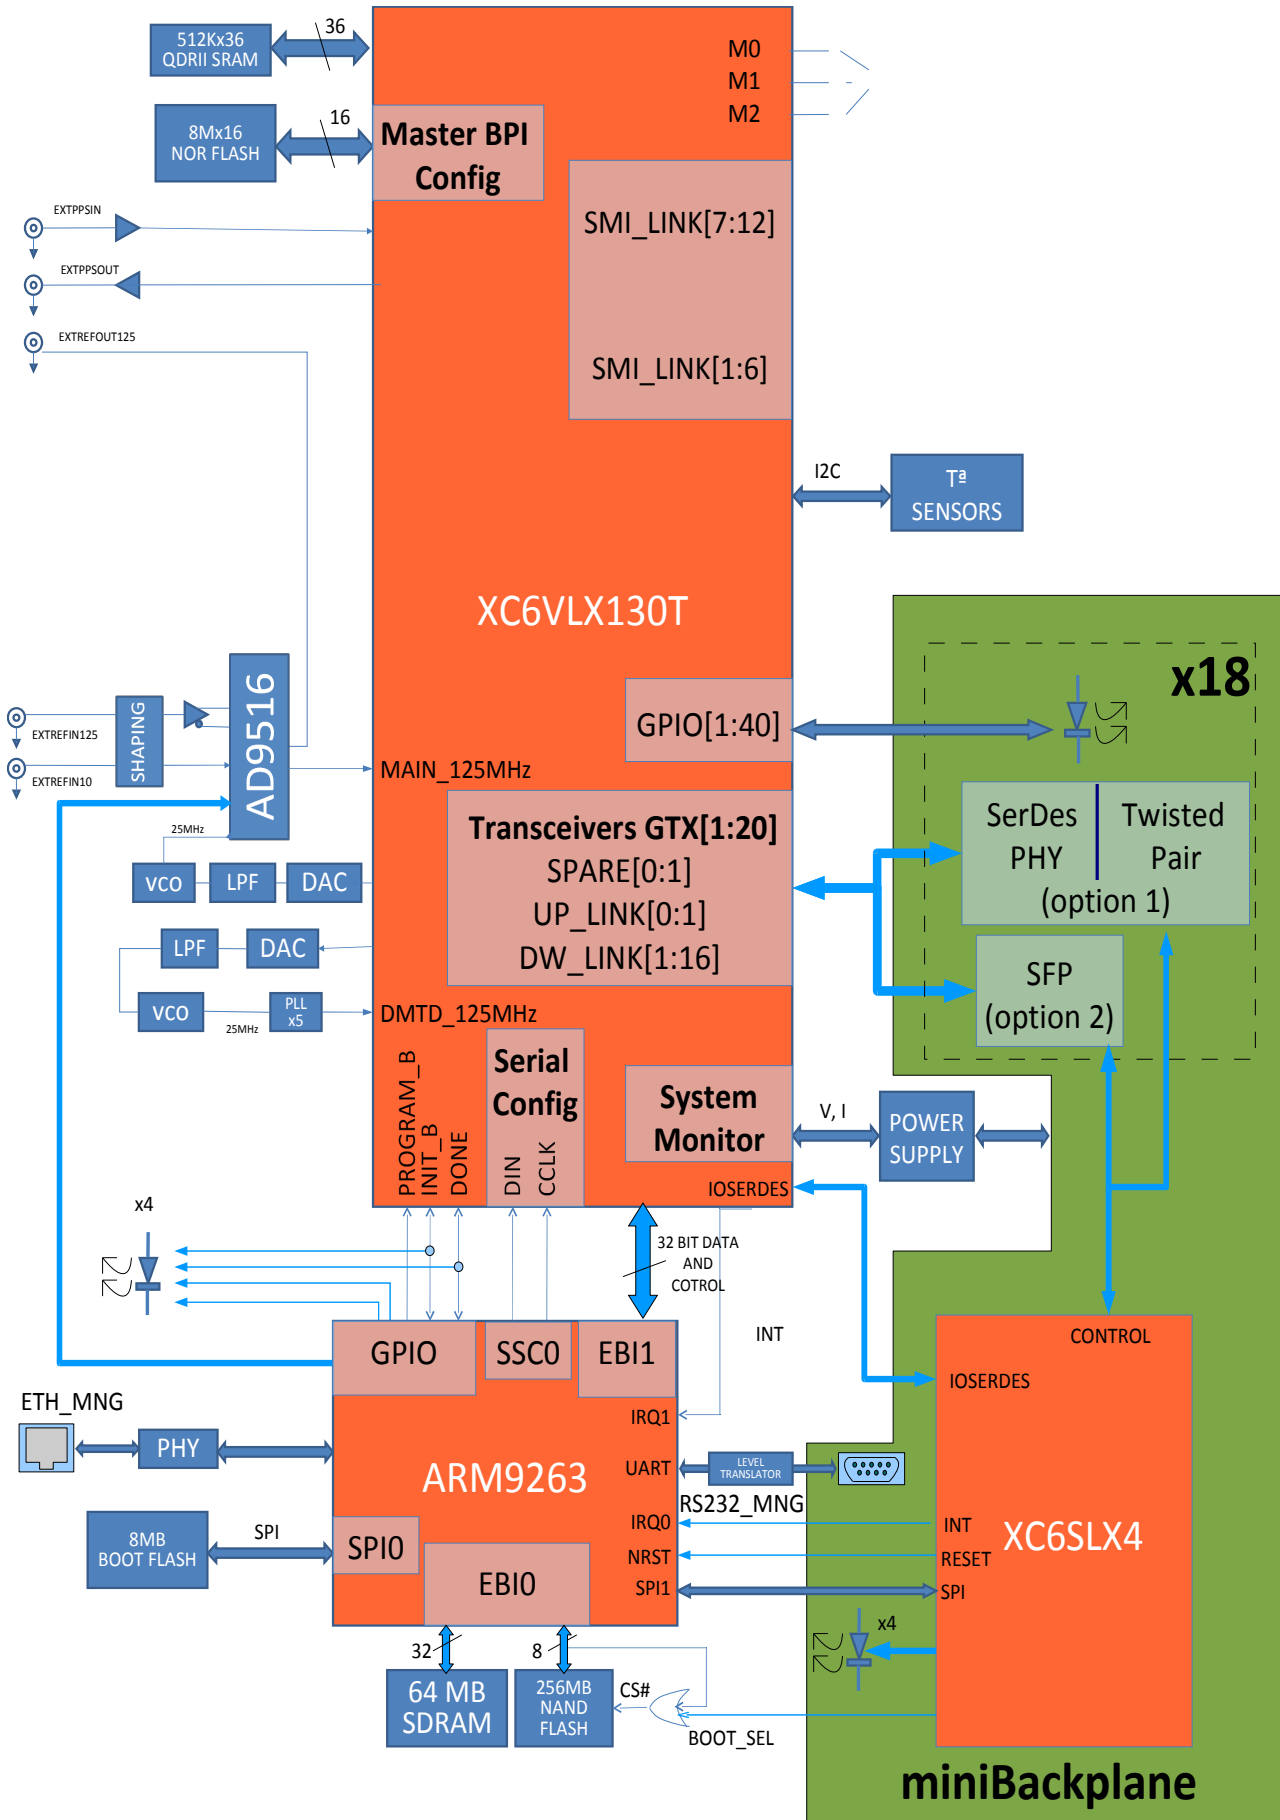 512Kx36
QDRII SRAM
36
8Mx16
NOR FLASH
16
Master BPI
Config
M0
M1
M2
SMI_LINK[7:12]
SMI_LINK[1:6]
EXTPPSIN
EXTPPSOUT
EXTREFOUT125
I2C
Tª
SENSORS
XC6VLX130T
x18
GPIO[1:40]
SHAPING
AD9516
EXTREFIN125
EXTREFIN10
MAIN_125MHz
25MHz
VCO
LPF
DAC
LPF
DAC
VCO
25MHz
PLL
x5
DMTD_125MHz
Transceivers GTX[1:20]
SPARE[0:1]
UP_LINK[0:1]
DW_LINK[1:16]
SerDes
PHY
Twisted
Pair
(option 1)
SFP
(option 2)
PROGRAM_B
INIT_B
DONE
Serial
Config
DIN
CCLK
System
Monitor
V, I
POWER
SUPPLY
IOSERDES
x4
32 BIT DATA
AND
COTROL
INT
GPIO
SSC0
EBI1
CONTROL
IOSERDES
ETH_MNG
PHY
IRQ1
UART
LEVEL
TRANSLATOR
RS232_MNG
ARM9263
IRQ0
NRST
SPI1
INT
RESET
SPI
XC6SLX4
8MB
BOOT FLASH
SPI
SPI0
EBI0
x4
32
8
64 MB
SDRAM
256MB
NAND
FLASH
CS#
BOOT_SEL
miniBackplane